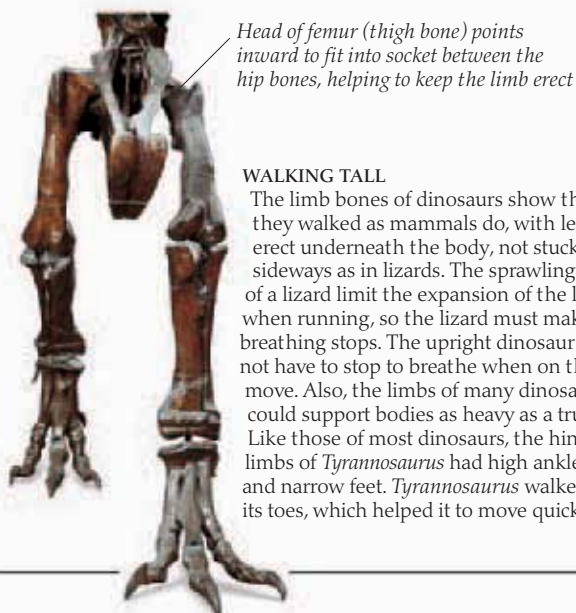 Head of femur (thigh bone) points
inward to fit into socket between the
hip bones, helping to keep the limb erect
WALKING TALL
The limb bones of dinosaurs show th
they walked as mammals do, with le
erect underneath the body, not stuck
sideways as in lizards. The sprawling
of a lizard limit the expansion of the l
when running, so the lizard must mak
breathing stops. The upright dinosaur
not have to stop to breathe when on th
move. Also, the limbs of many dinosa
could support bodies as heavy as a tru
Like those of most dinosaurs, the hin
limbs of Tyrannosaurus had high ankle
and narrow feet. Tyrannosaurus walke
its toes, which helped it to move quick